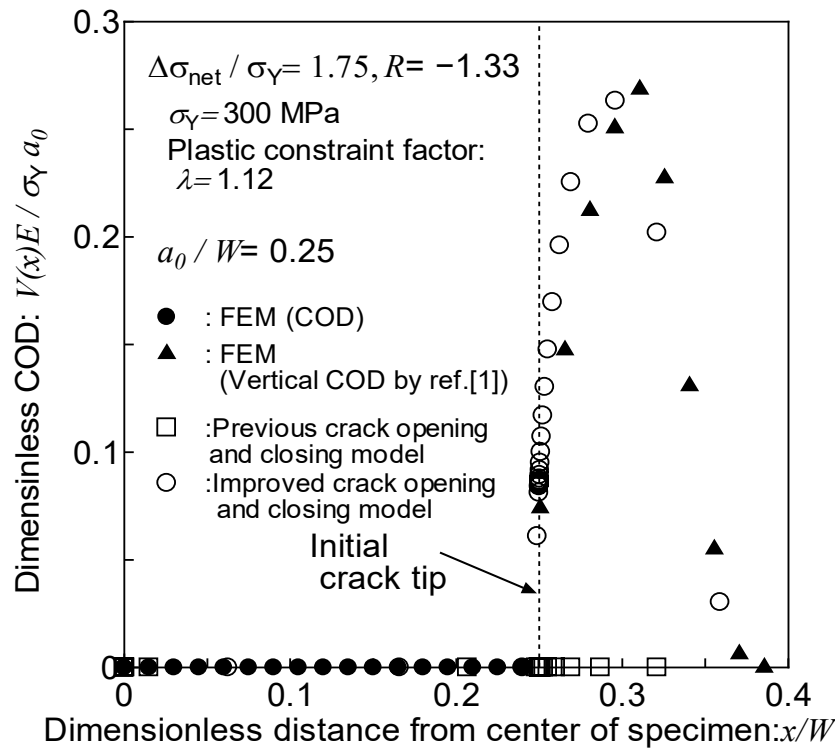 0.3
Δσnet / σY= 1.75, R= −1.33
σY=300 MPa
Plastic constraint factor:
λ=1.12
0.2
a0 / W= 0.25
: FEM (COD)
: FEM
(Vertical COD by ref.[1])
:Previous crack opening
and closing model
:Improved crack opening
and closing model
0.1
Initial
crack tip
0
0 0.1 0.2 0.3 0.4
Dimensionless distance from center of specimen:x/W
Dimensinless COD: V(x)E / σY a0